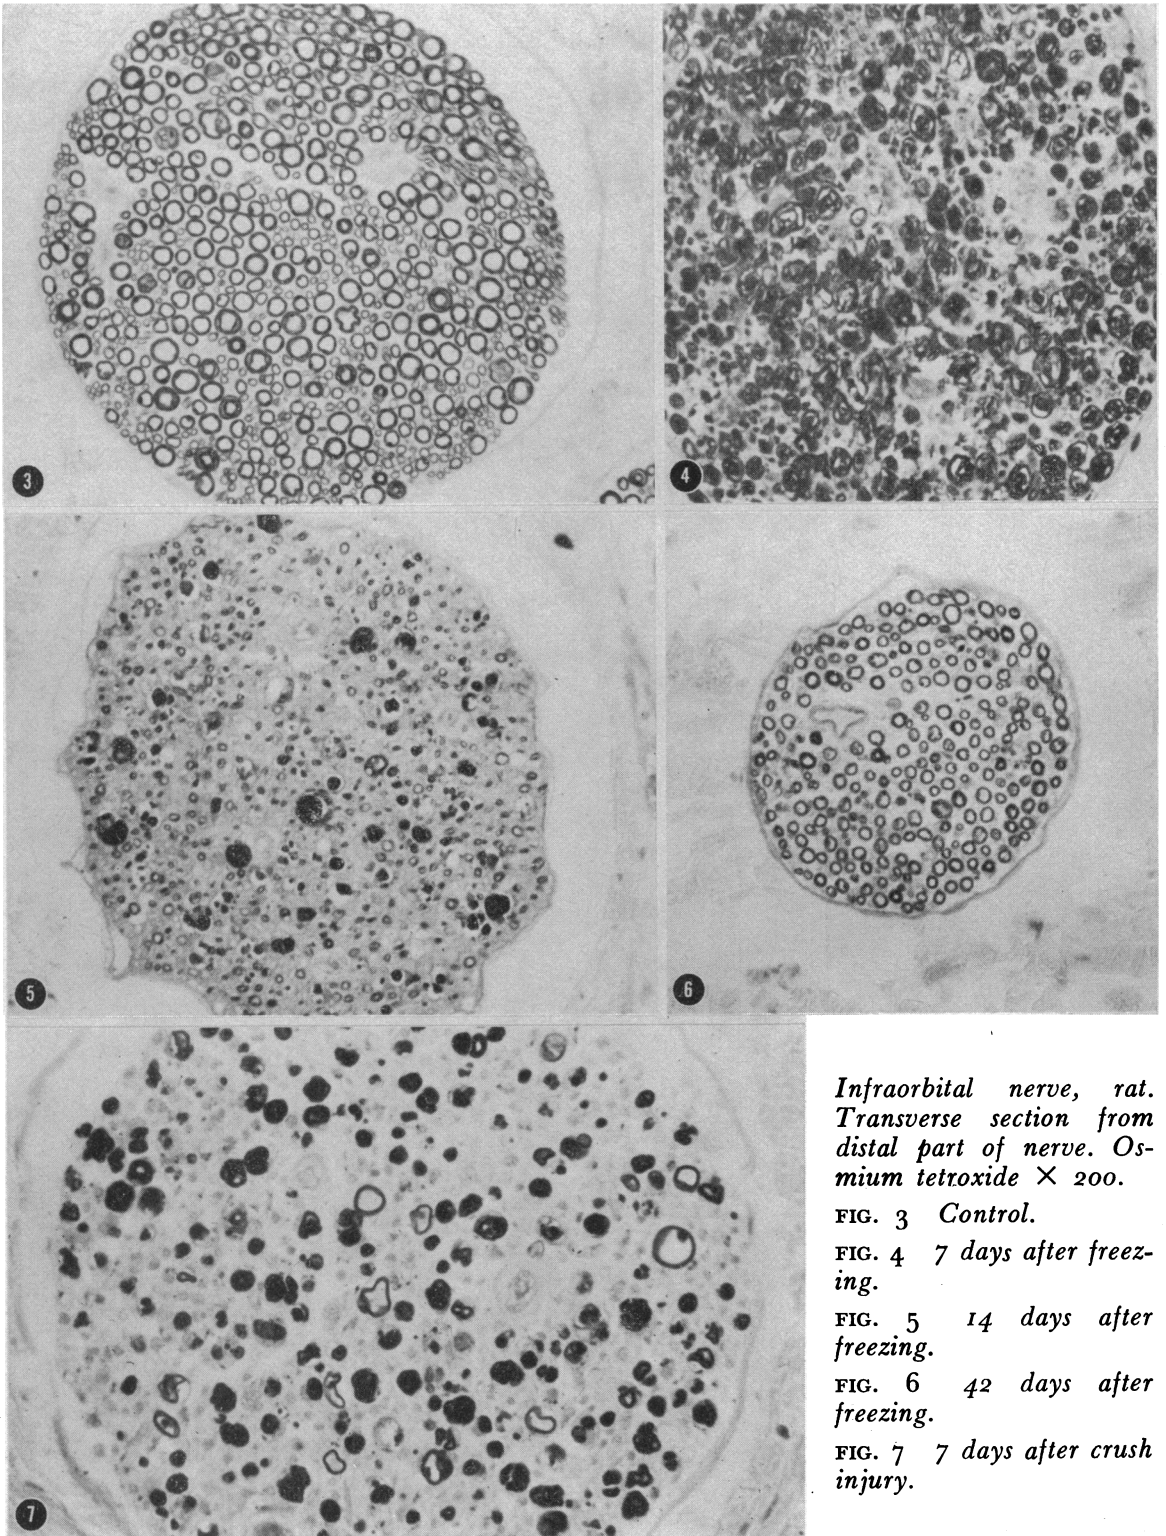 3
4
5
6
7
Infraorbital nerve, rat.
Transverse section from
distal part of nerve. Os-
mium tetroxide × 200.
FIG. 3 Control.
FIG. 4 7 days after freez-
ing.
FIG. 5 14 days after
freezing.
FIG. 6 42 days after
freezing.
FIG. 7 7 days after crush
injury.